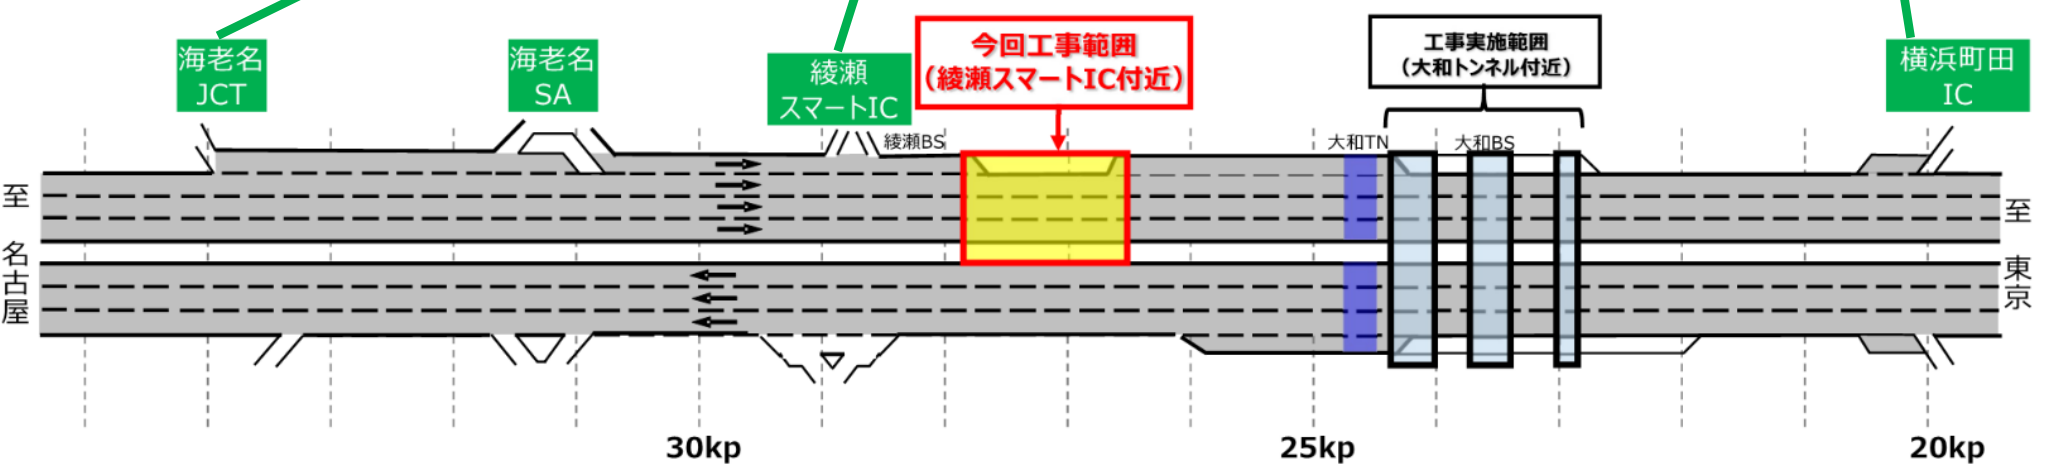 海老名
JCT
海老名
SA
綾瀬
スマートIC
今回工事範囲
（綾瀬スマートIC付近）
工事実施範囲
（大和トンネル付近）
横浜町田
IC
綾瀬BS
大和TN
大和BS
至
名
古
屋
至
東
京
30kp
25kp
20kp